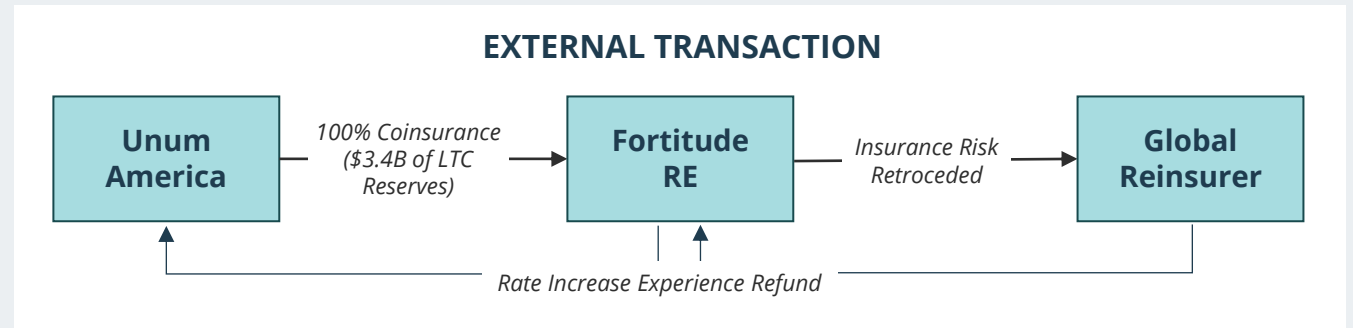 EXTERNAL TRANSACTION
Unum
America
100% Coinsurance
($3.4B of LTC
Reserves)
Fortitude
RE
Insurance Risk
Retroceded
Global
Reinsurer
Rate Increase Experience Refund